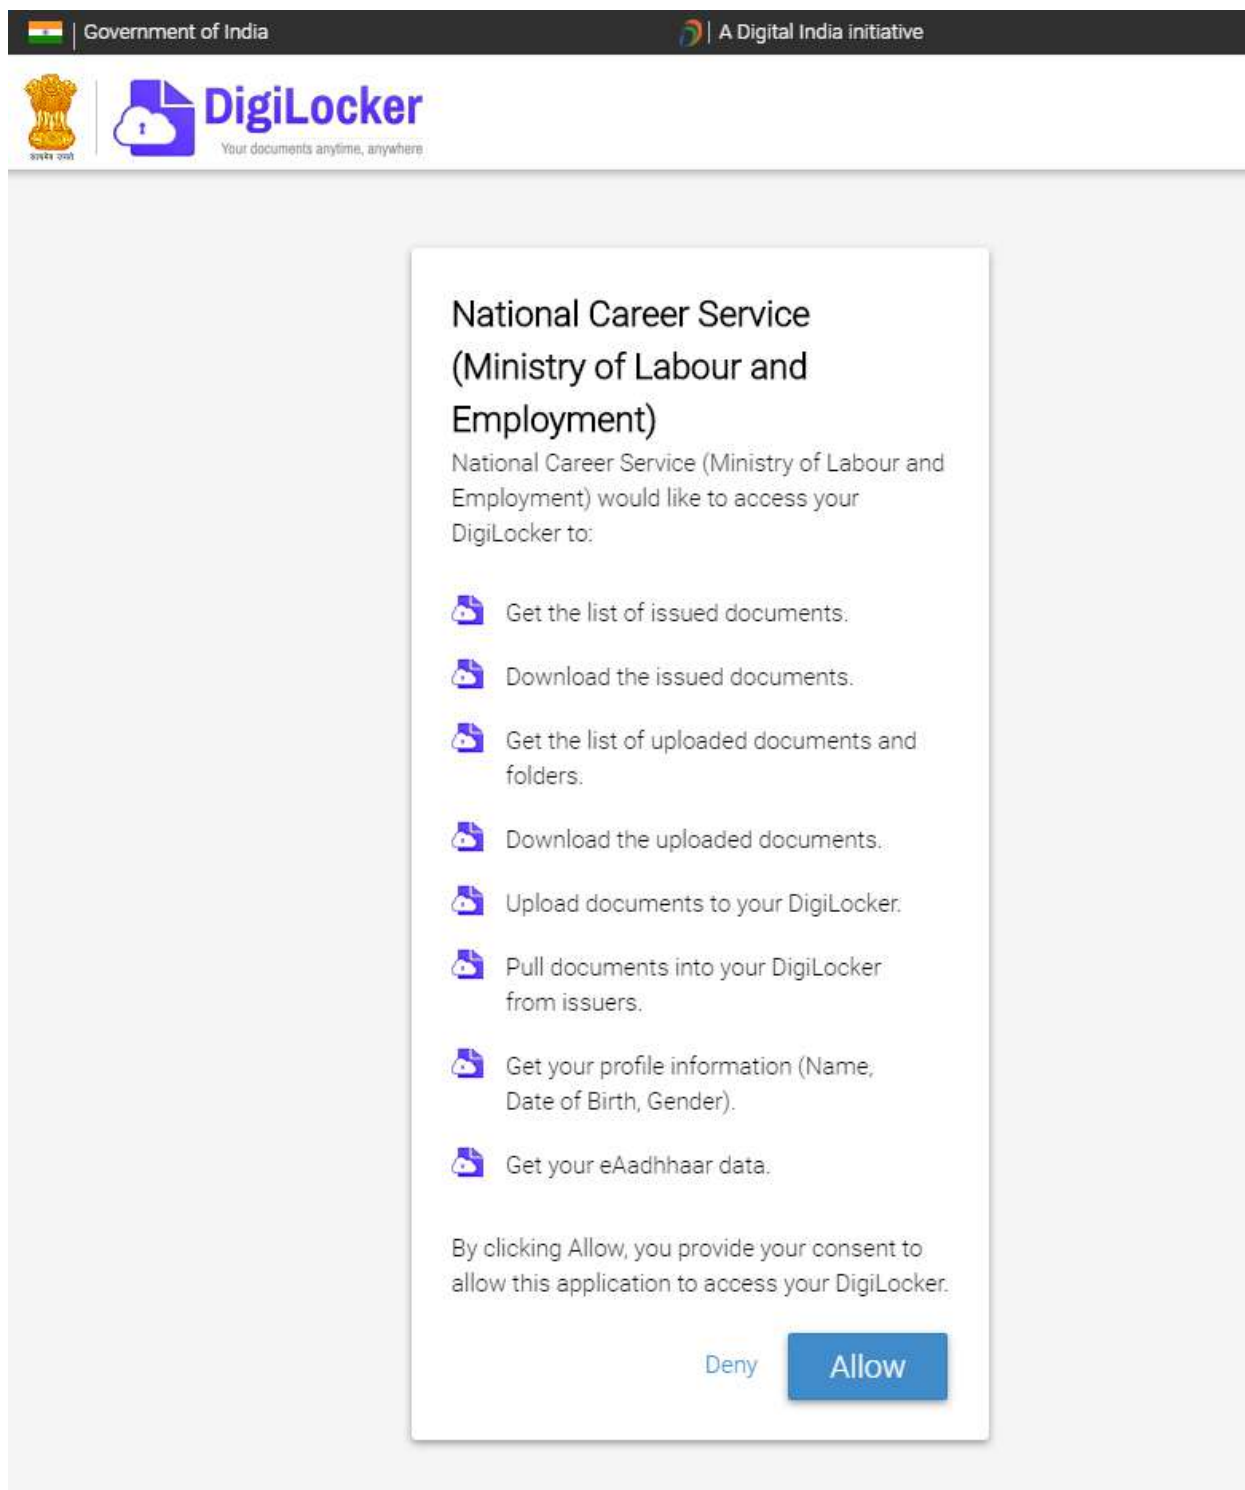 Government of India
A Digital India initiative
DigiLocker
Your documents anytime, anywhere
सत्यमेव जयते
National Career Service
(Ministry of Labour and
Employment)
National Career Service (Ministry of Labour and
Employment) would like to access your
DigiLocker to:
Get the list of issued documents.
Download the issued documents.
Get the list of uploaded documents and
folders.
Download the uploaded documents.
Upload documents to your DigiLocker.
Pull documents into your DigiLocker
from issuers.
Get your profile information (Name,
Date of Birth, Gender).
Get your eAadhhaar data.
By clicking Allow, you provide your consent to
allow this application to access your DigiLocker.
Deny
Allow